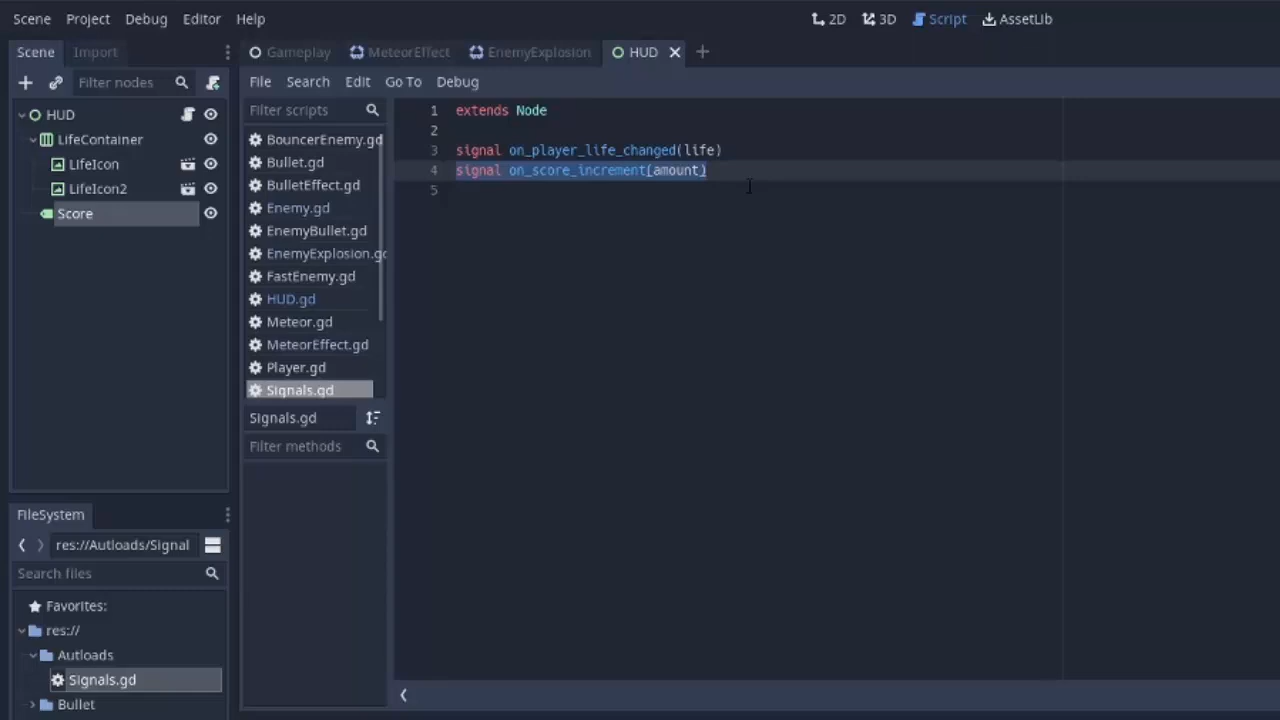 Scene Project Debug Editor Help
2D 3D Script AssetLib
Scene Import
Filter nodes
HUD
LifeContainer
LifeIcon
LifeIcon2
Score
FileSystem
res://Autloads/Signal
Search files
Favorites:
res://
Autloads
Signals.gd
Bullet
Gameplay MeteorEffect EnemyExplosion HUD
File Search Edit Go To Debug
Filter scripts
BouncerEnemy.gd
Bullet.gd
BulletEffect.gd
Enemy.gd
EnemyBullet.gd
EnemyExplosion.gd
FastEnemy.gd
HUD.gd
Meteor.gd
MeteorEffect.gd
Player.gd
Signals.gd
Signals.gd
Filter methods
1 extends Node
2
3 signal on_player_life_changed(life)
4 signal on_score_increment(amount)
5